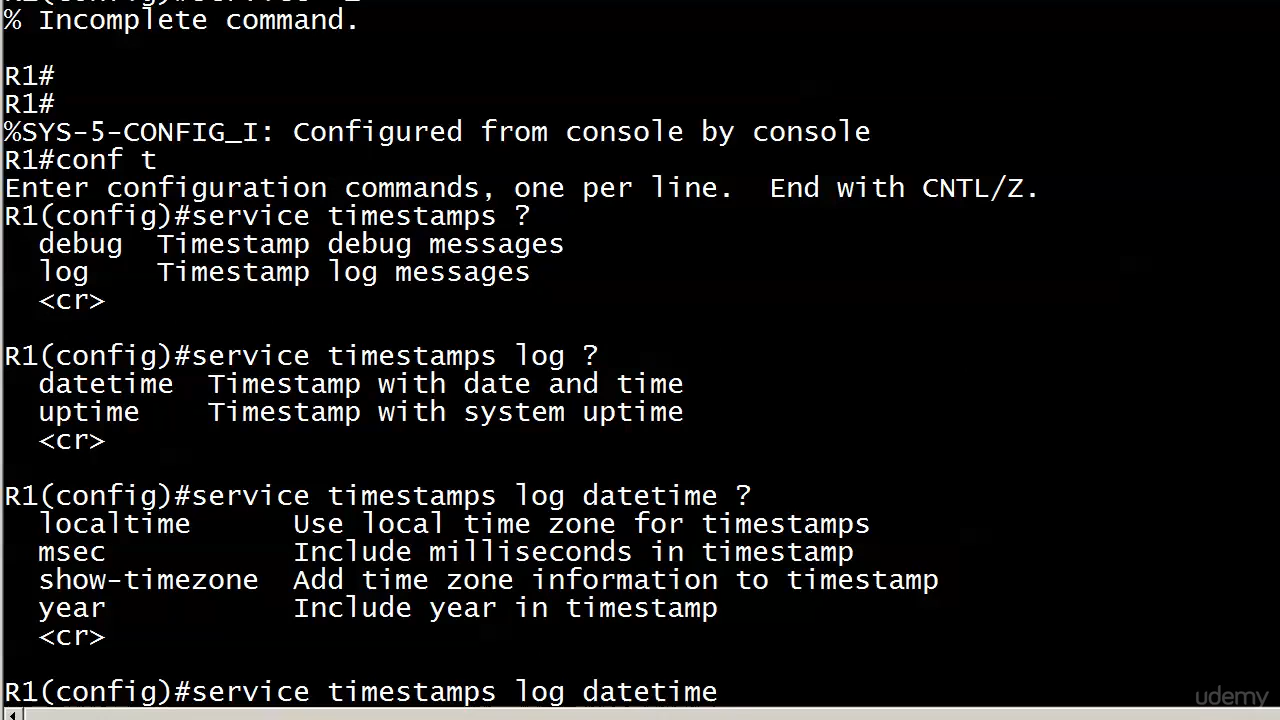 % Incomplete command.
R1#
R1#
%SYS-5-CONFIG_I: Configured from console by console
R1#conf t
Enter configuration commands, one per line.  End with CNTL/Z.
R1(config)#service timestamps ?
  debug  Timestamp debug messages
  log    Timestamp log messages
  <cr>
R1(config)#service timestamps log ?
  datetime  Timestamp with date and time
  uptime    Timestamp with system uptime
  <cr>
R1(config)#service timestamps log datetime ?
  localtime      Use local time zone for timestamps
  msec           Include milliseconds in timestamp
  show-timezone  Add time zone information to timestamp
  year           Include year in timestamp
  <cr>
R1(config)#service timestamps log datetime
udemy